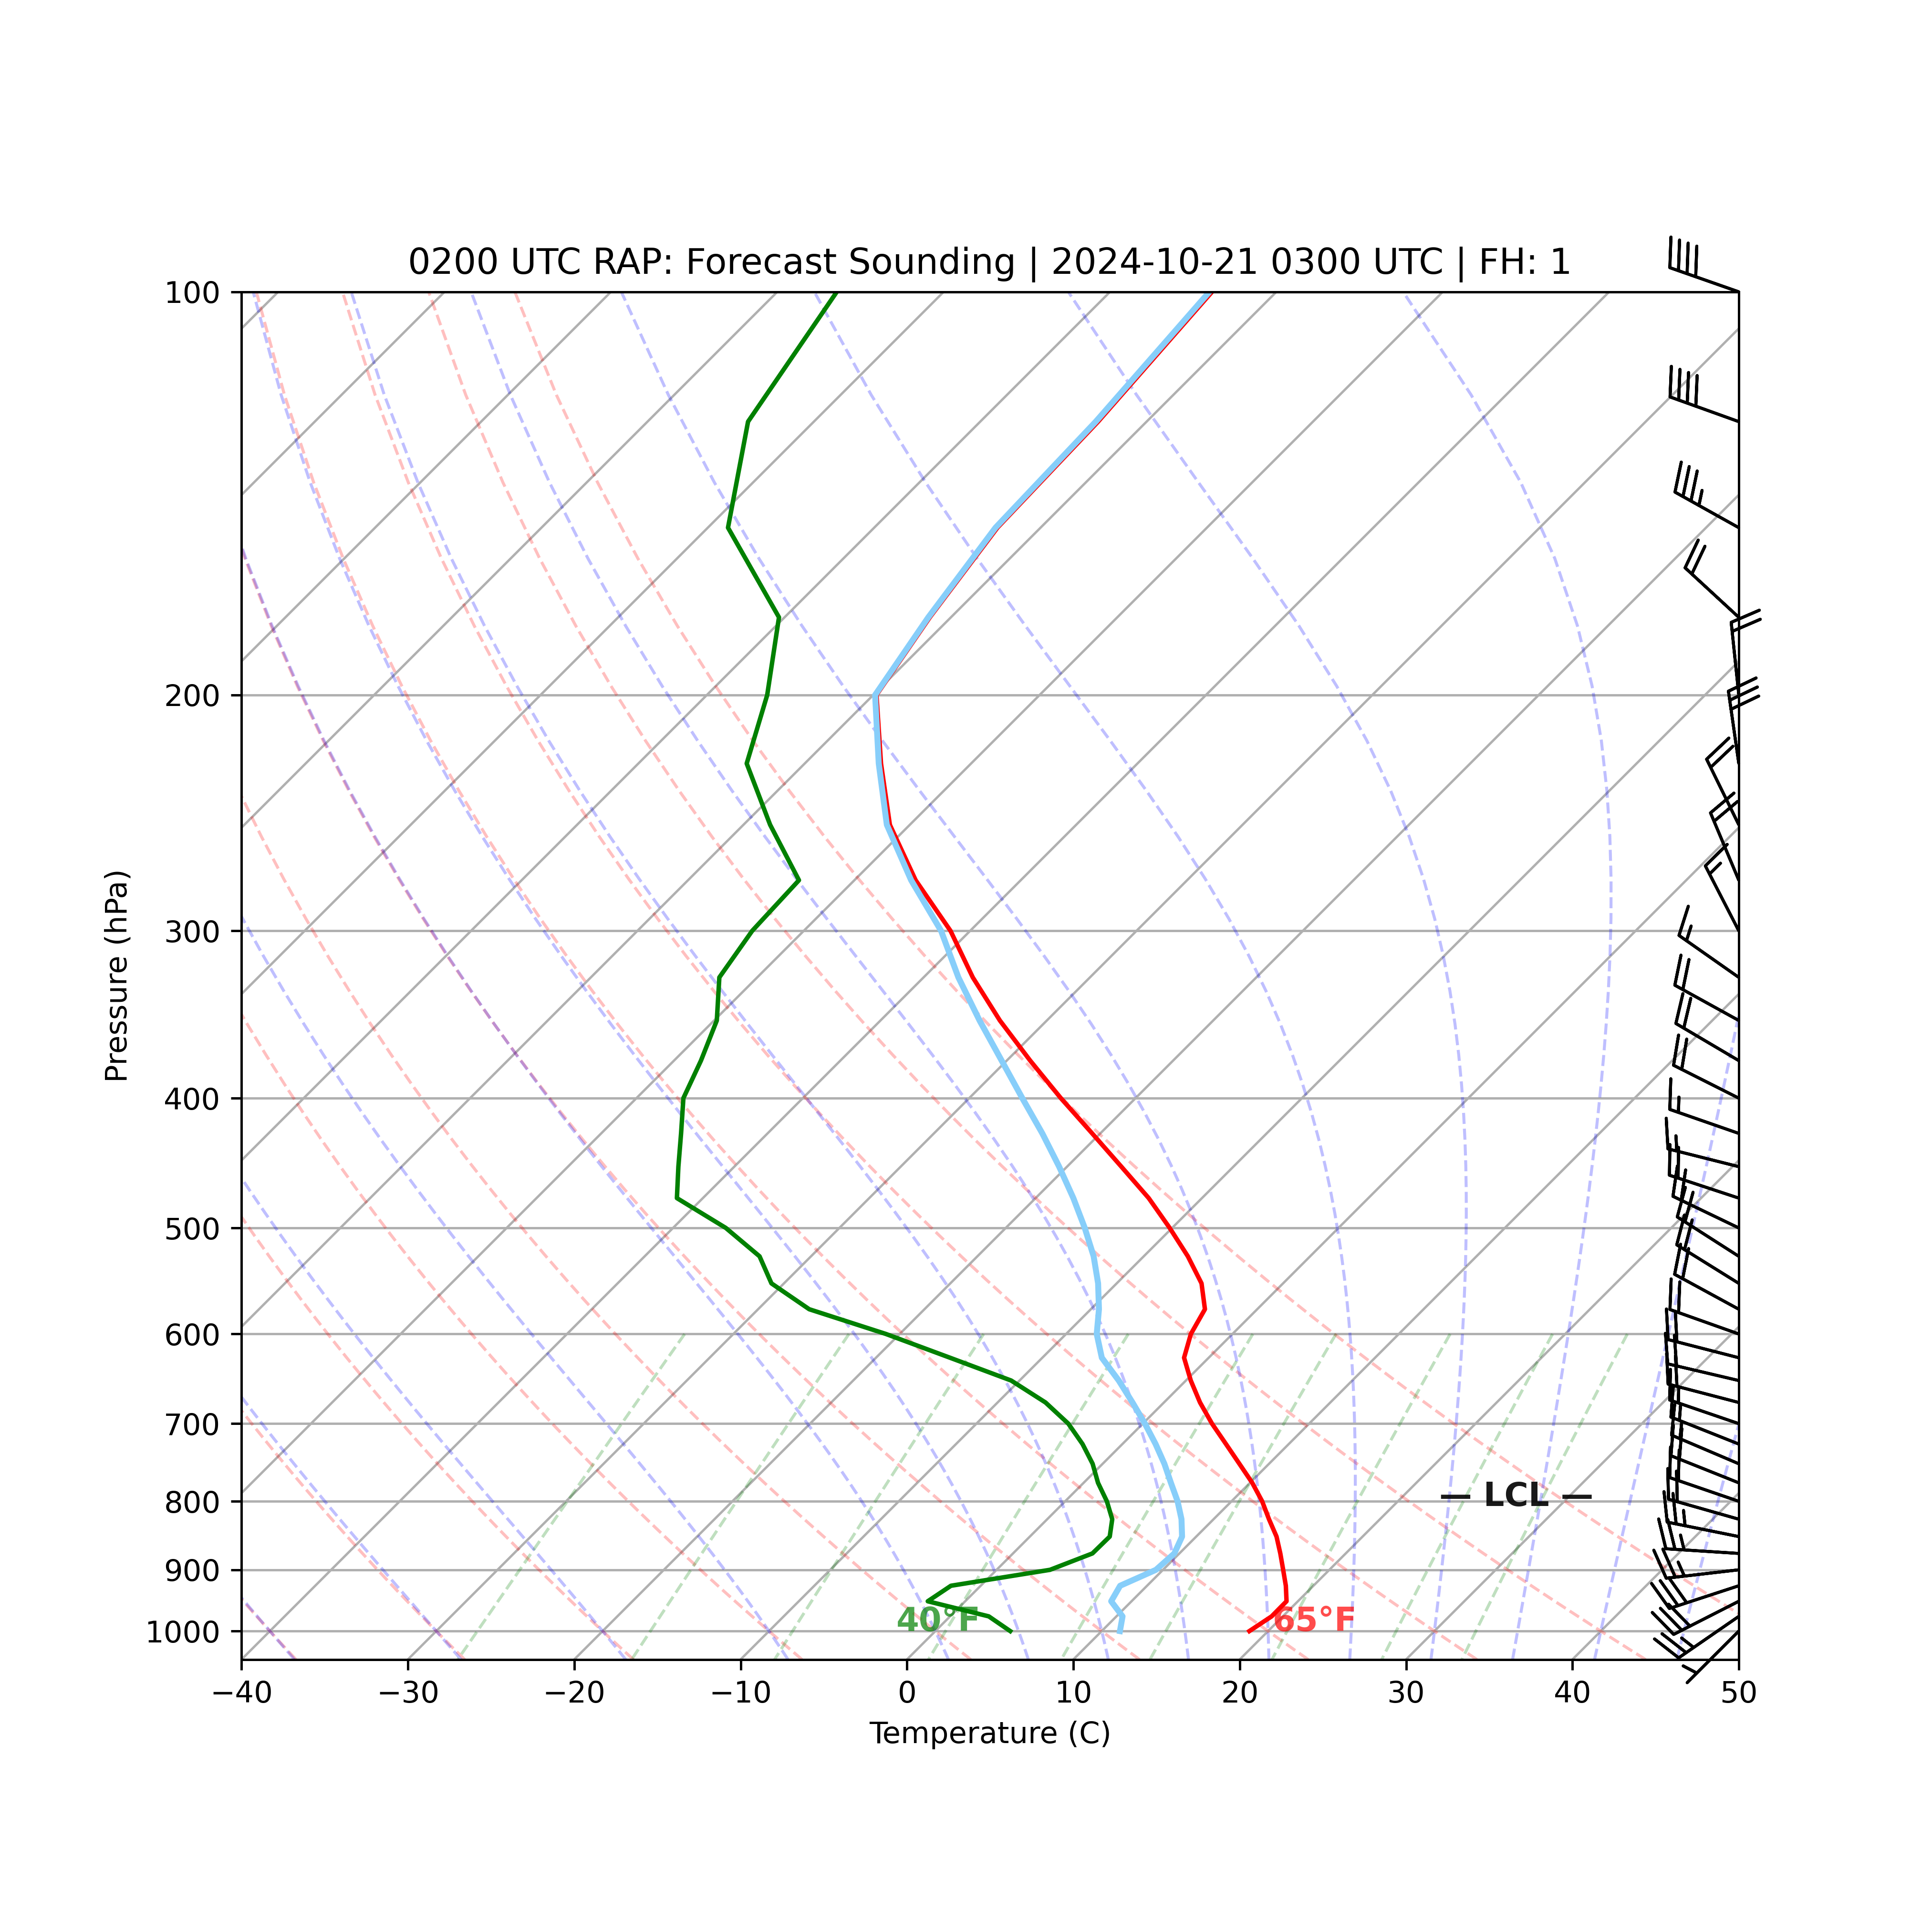 0200 UTC RAP: Forecast Sounding | 2024-10-21 0300 UTC | FH: 1
100
200
300
400
500
600
700
800
900
1000
Pressure (hPa)
— LCL —
40°F
65°F
−40 −30 −20 −10 0 10 20 30 40 50
Temperature (C)